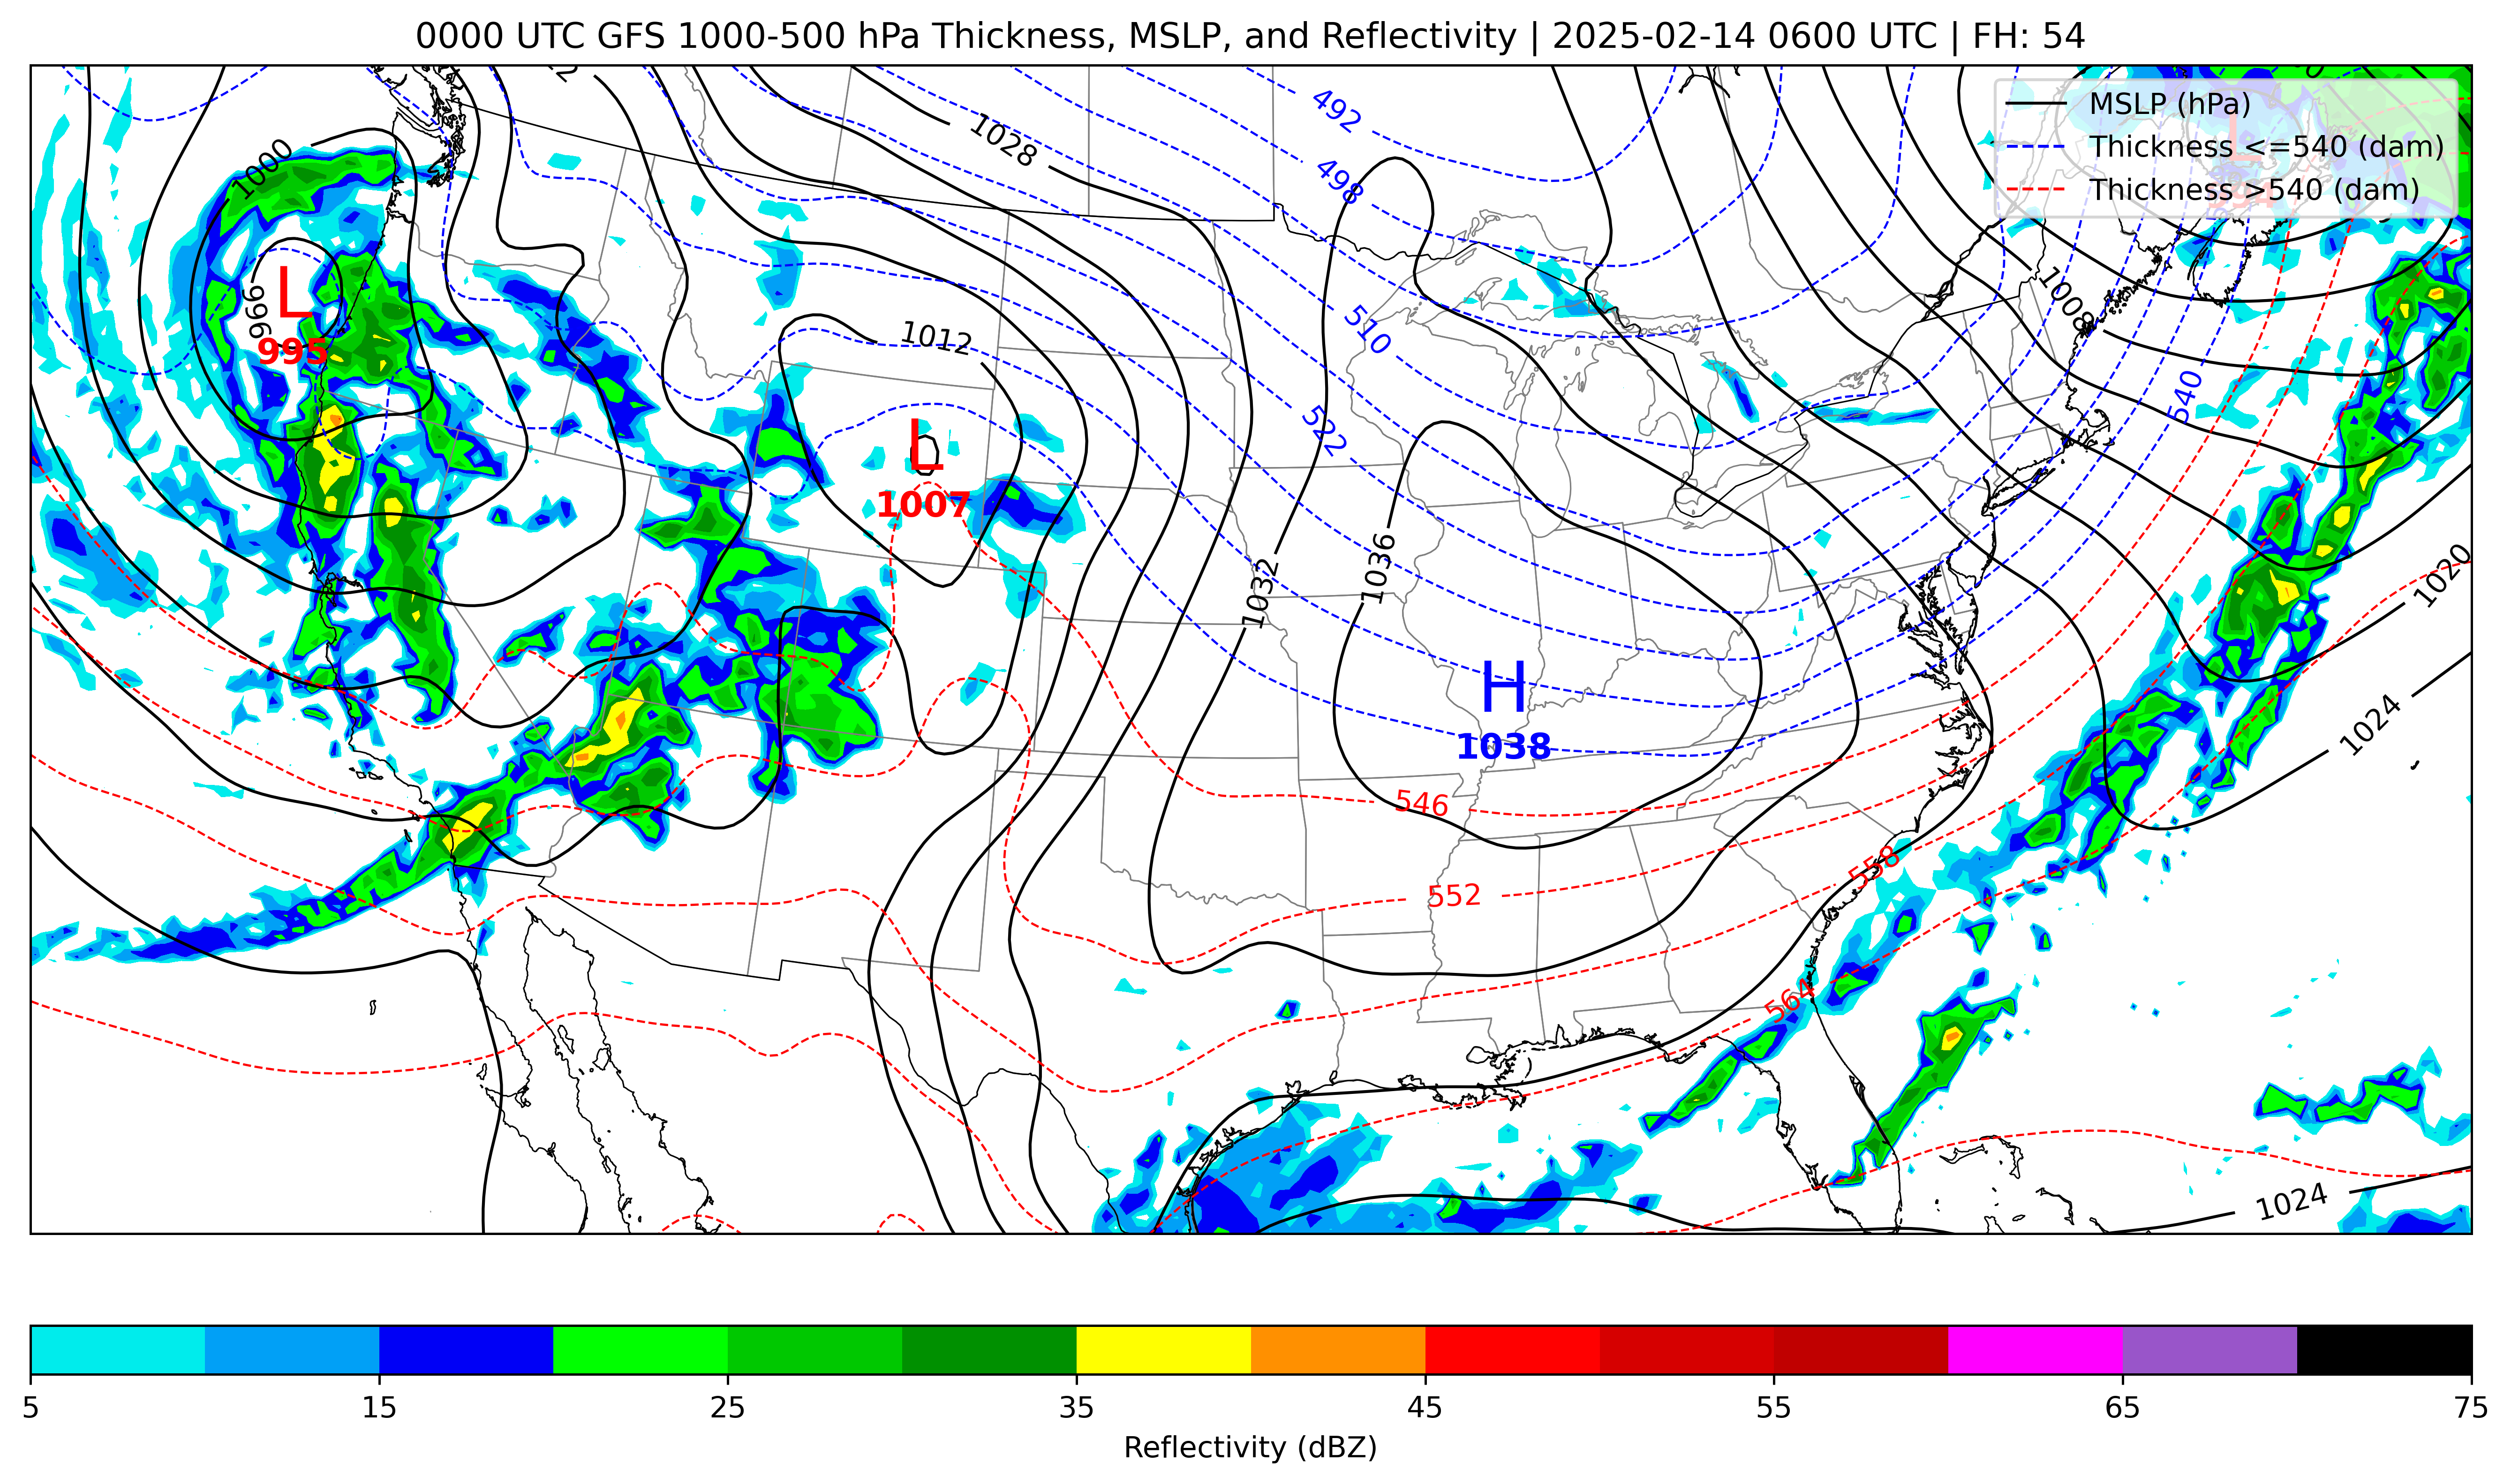 0000 UTC GFS 1000-500 hPa Thickness, MSLP, and Reflectivity | 2025-02-14 0600 UTC | FH: 54
MSLP (hPa)
Thickness <=540 (dam)
Thickness >540 (dam)
492
1028
1000
498
L
996
995
1008
510
1012
540
522
L
1007
1036
1032
1020
H
1038
1024
546
558
552
564
1024
5 15 25 35 45 55 65 75
Reflectivity (dBZ)